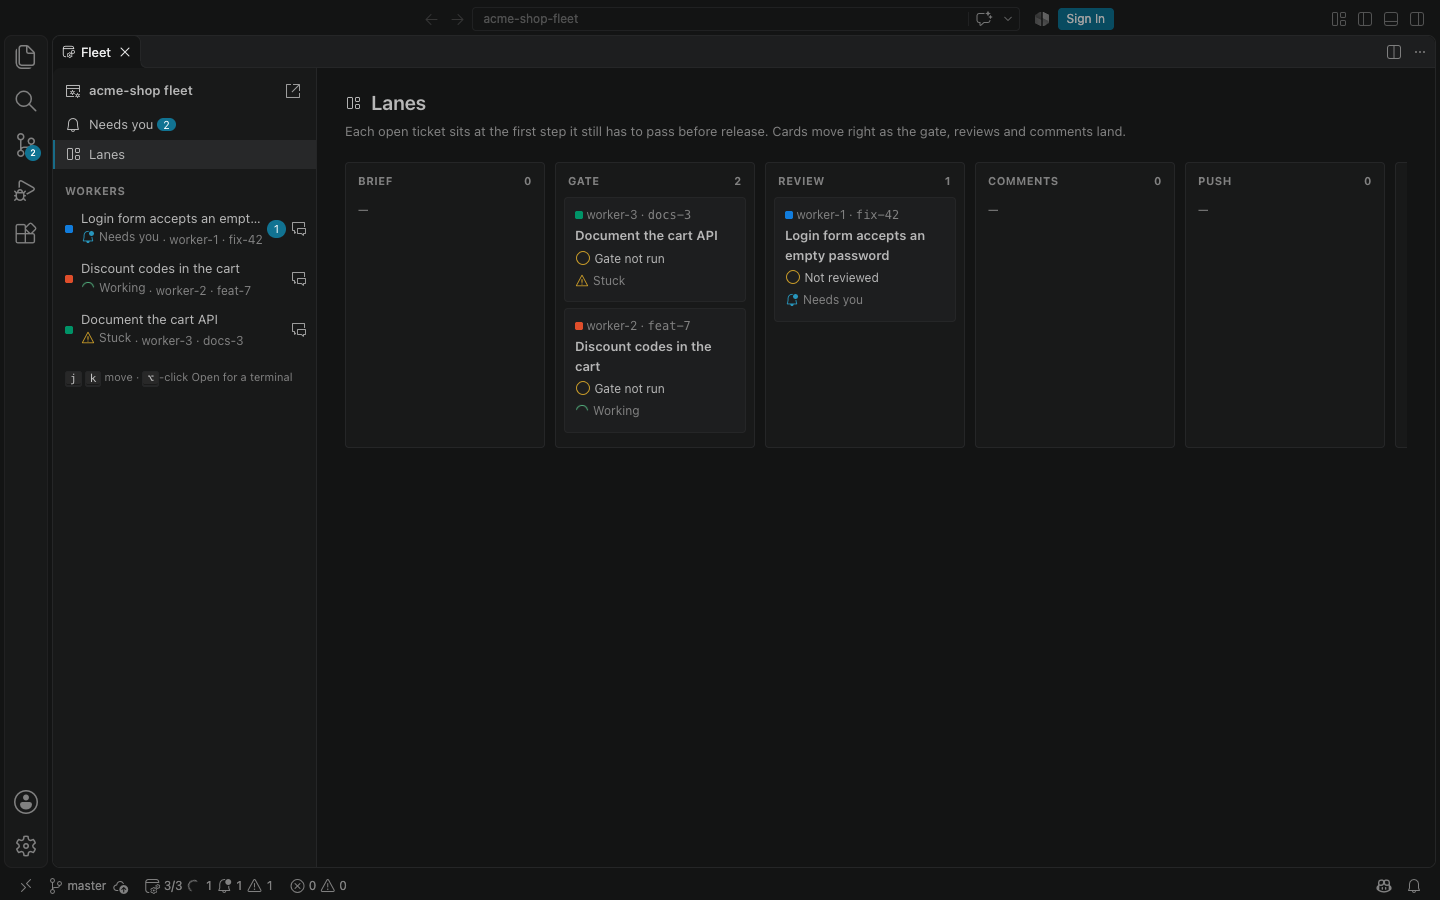 acme-shop-fleet
Sign In
Fleet
acme-shop fleet
Needs you 2
Lanes
2
WORKERS
Login form accepts an empt...
Needs you · worker-1 · fix-42
1
Discount codes in the cart
Working · worker-2 · feat-7
Document the cart API
Stuck · worker-3 · docs-3
j k move · ⌥-click Open for a terminal
Lanes
Each open ticket sits at the first step it still has to pass before release. Cards move right as the gate, reviews and comments land.
BRIEF 0
—
GATE 2
worker-3 · docs-3
Document the cart API
Gate not run
Stuck
worker-2 · feat-7
Discount codes in the
cart
Gate not run
Working
REVIEW 1
worker-1 · fix-42
Login form accepts an
empty password
Not reviewed
Needs you
COMMENTS 0
—
PUSH 0
—
master 3/3 1 1 1 0 0